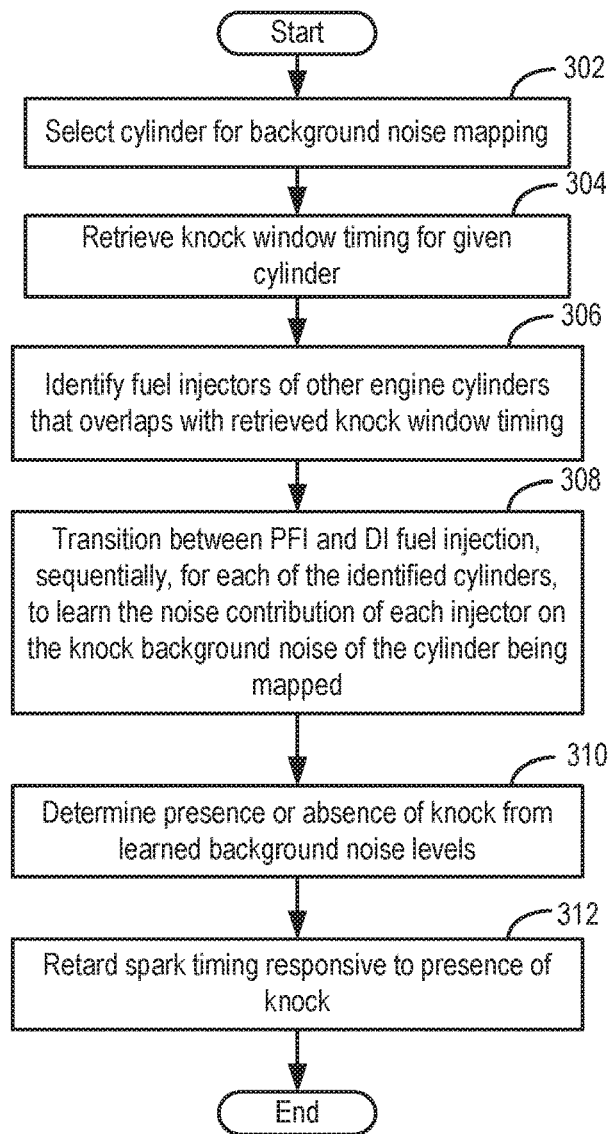 Start
302
Select cylinder for background noise mapping
304
Retrieve knock window timing for given
cylinder
306
Identify fuel injectors of other engine cylinders
that overlaps with retrieved knock window timing
308
Transition between PFI and DI fuel injection,
sequentially, for each of the identified cylinders,
to learn the noise contribution of each injector on
the knock background noise of the cylinder being
mapped
310
Determine presence or absence of knock from
learned background noise levels
312
Retard spark timing responsive to presence of
knock
End